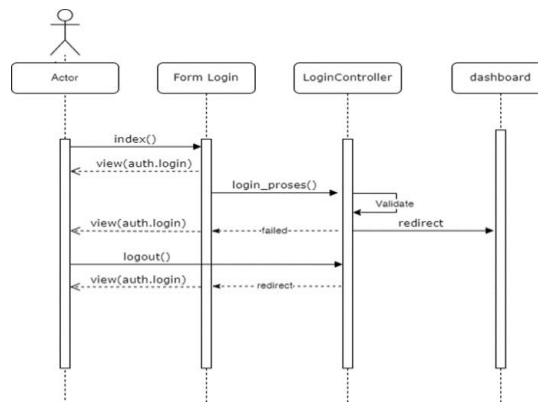 Actor
Form Login
LoginController
dashboard
index()
view(auth.login)
login_proses()
Validate
view(auth.login)
failed
redirect
logout()
view(auth.login)
redirect